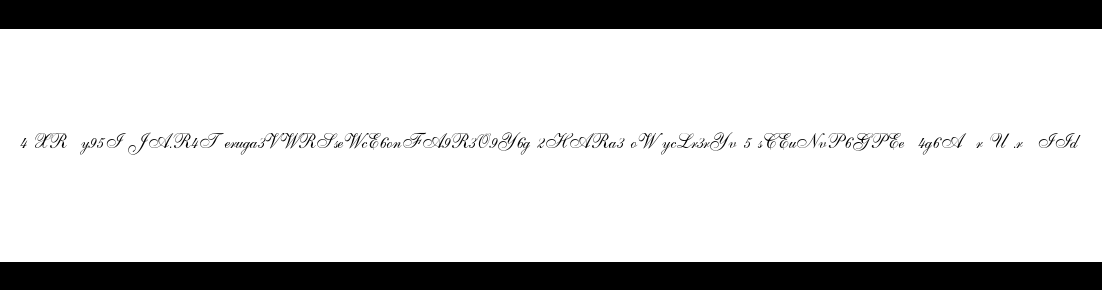 4 XR y95I JA.R4T eruga3VWRSseWcE6onFA9R3O9Y6g 2HARa3 oW ycLr3rYv 5 sCEuNvP6GPEe 4g6A r U .r IId